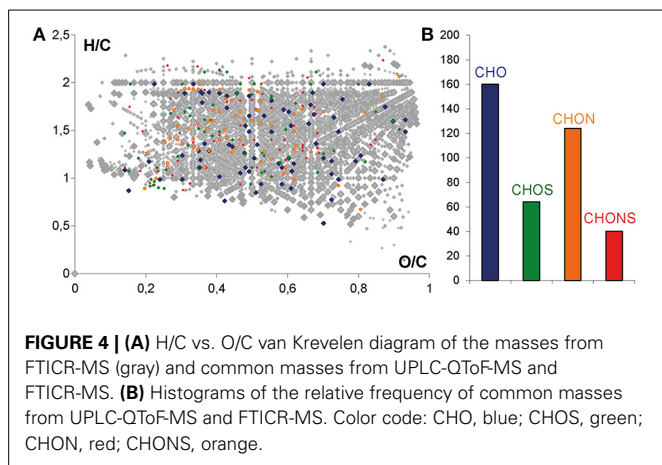 A
H/C
2,5
2
1,5
1
0,5
0
0
0,2
0,4
0,6
0,8
1
O/C
B
200
180
160
140
120
100
80
60
40
20
0
CHO
CHOS
CHON
CHONS
FIGURE 4 | (A) H/C vs. O/C van Krevelen diagram of the masses from
FTICR-MS (gray) and common masses from UPLC-QToF-MS and
FTICR-MS. (B) Histograms of the relative frequency of common masses
from UPLC-QToF-MS and FTICR-MS. Color code: CHO, blue; CHOS, green;
CHON, red; CHONS, orange.